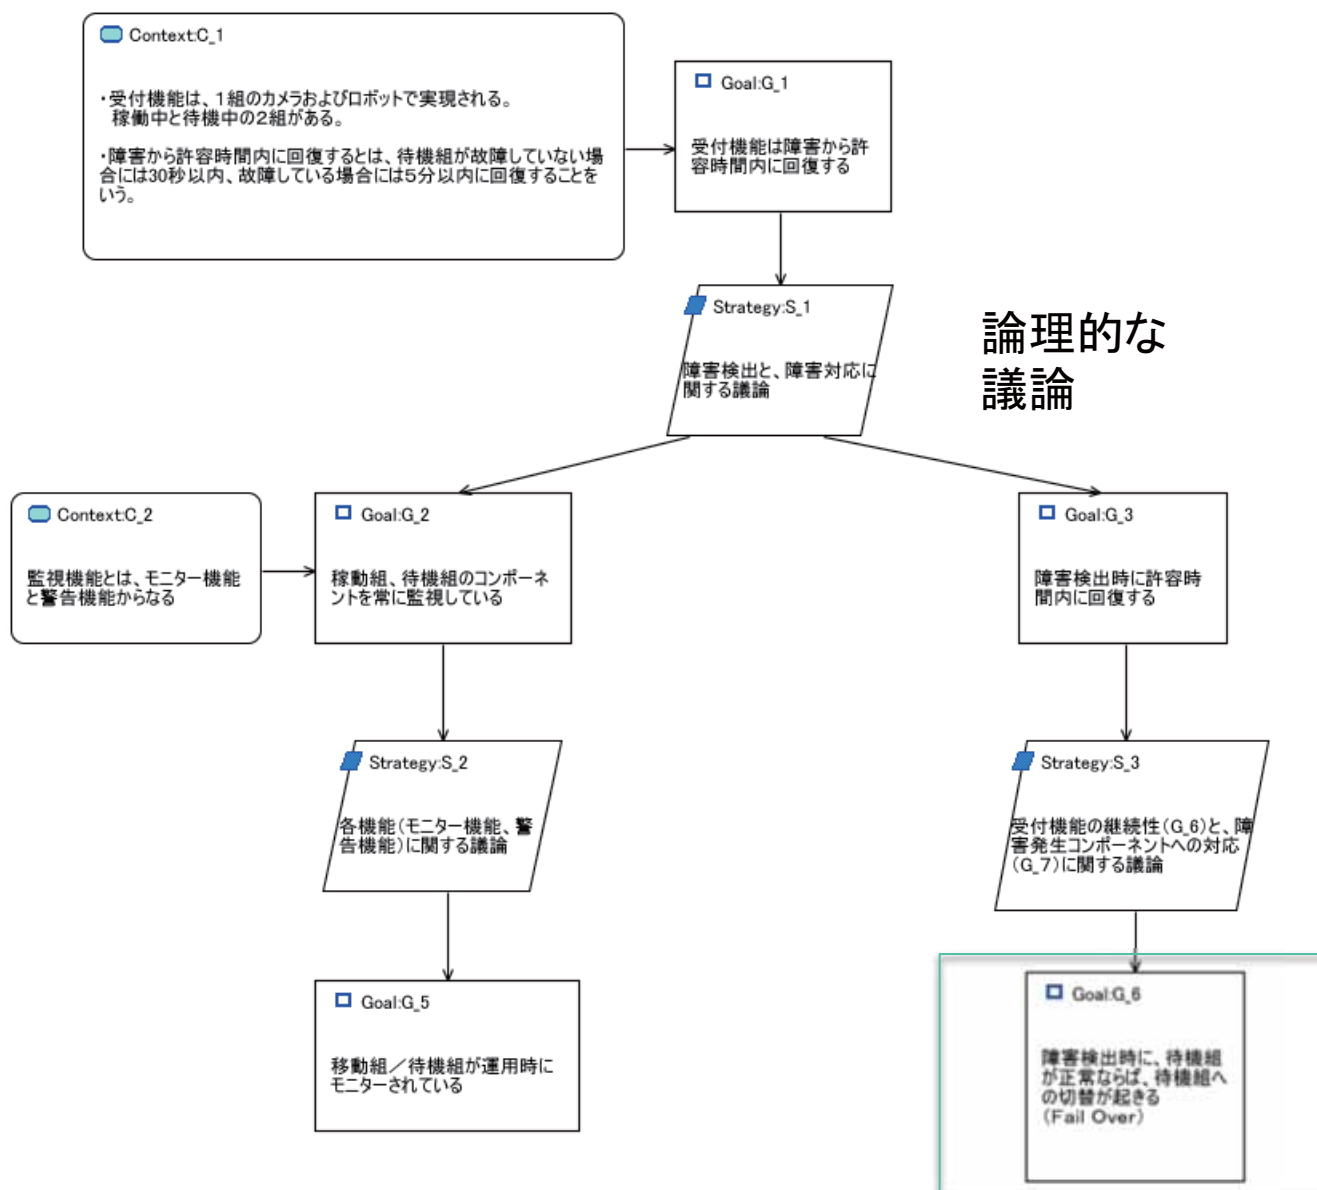 Context:C_1
・受付機能は、1組のカメラおよびロボットで実現される。
稼働中と待機中の2組がある。
・障害から許容時間内に回復するとは、待機組が故障していない場
合には30秒以内、故障している場合には5分以内に回復することを
いう。
Goal:G_1
受付機能は障害から許
容時間内に回復する
Strategy:S_1
障害検出と、障害対応に
関する議論
論理的な
議論
Context:C_2
監視機能とは、モニター機能
と警告機能からなる
Goal:G_2
稼動組、待機組のコンポーネ
ントを常に監視している
Goal:G_3
障害検出時に許容時
間内に回復する
Strategy:S_2
各機能(モニター機能、警
告機能)に関する議論
Strategy:S_3
受付機能の継続性(G_6)と、障
害発生コンポーネントへの対応
(G_7)に関する議論
Goal:G_5
移動組/待機組が運用時に
モニターされている
Goal:G_6
障害検出時に、待機組
が正常ならば、待機組へ
の切替が起きる
(Fail Over)